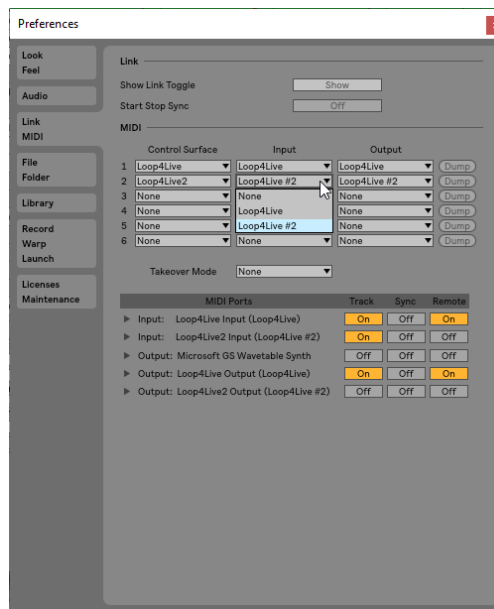 Preferences
Look
Feel
Audio
Link
MIDI
File
Folder
Library
Record
Warp
Launch
Licenses
Maintenance
Link
Show Link Toggle Show
Start Stop Sync Off
MIDI
Control Surface Input Output
1 Loop4Live Loop4Live Loop4Live Dump
2 Loop4Live2 Loop4Live #2 Loop4Live #2 Dump
3 None None None Dump
4 None Loop4Live None Dump
5 None Loop4Live #2 None Dump
6 None None None Dump
Takeover Mode None
MIDI Ports Track Sync Remote
Input: Loop4Live Input (Loop4Live) On Off On
Input: Loop4Live2 Input (Loop4Live #2) On Off Off
Output: Microsoft GS Wavetable Synth Off Off Off
Output: Loop4Live Output (Loop4Live) On Off On
Output: Loop4Live2 Output (Loop4Live #2) Off Off Off